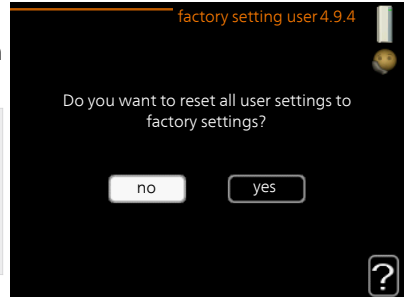 factory setting user 4.9.4
Do you want to reset all user settings to
factory settings?
no
yes
?